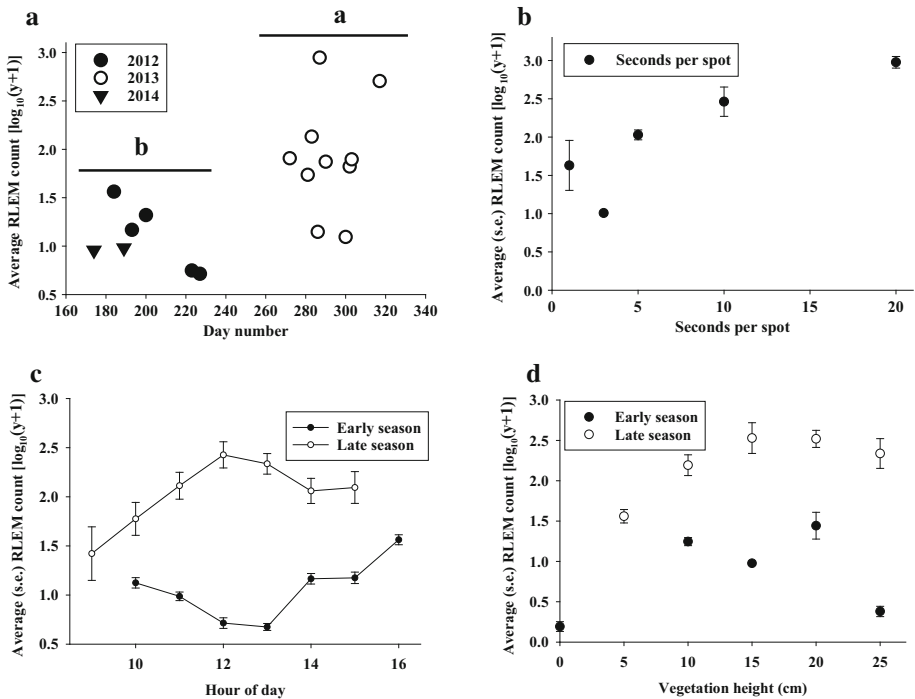 a
a
b
2012
2013
2014
Average RLEM count [log10(y+1)]
3.0
2.5
2.0
1.5
1.0
0.5
160 180 200 220 240 260 280 300 320 340
Day number
b
Seconds per spot
Average (s.e.) RLEM count [log10(y+1)]
3.0
2.5
2.0
1.5
1.0
0.5
0.0
5 10 15 20
Seconds per spot
c
Early season
Late season
Average (s.e.) RLEM count [log10(y+1)]
3.0
2.5
2.0
1.5
1.0
0.5
10 12 14 16
Hour of day
d
Early season
Late season
Average (s.e.) RLEM count [log10(y+1)]
3.0
2.5
2.0
1.5
1.0
0.5
0.0
0 5 10 15 20 25
Vegetation height (cm)